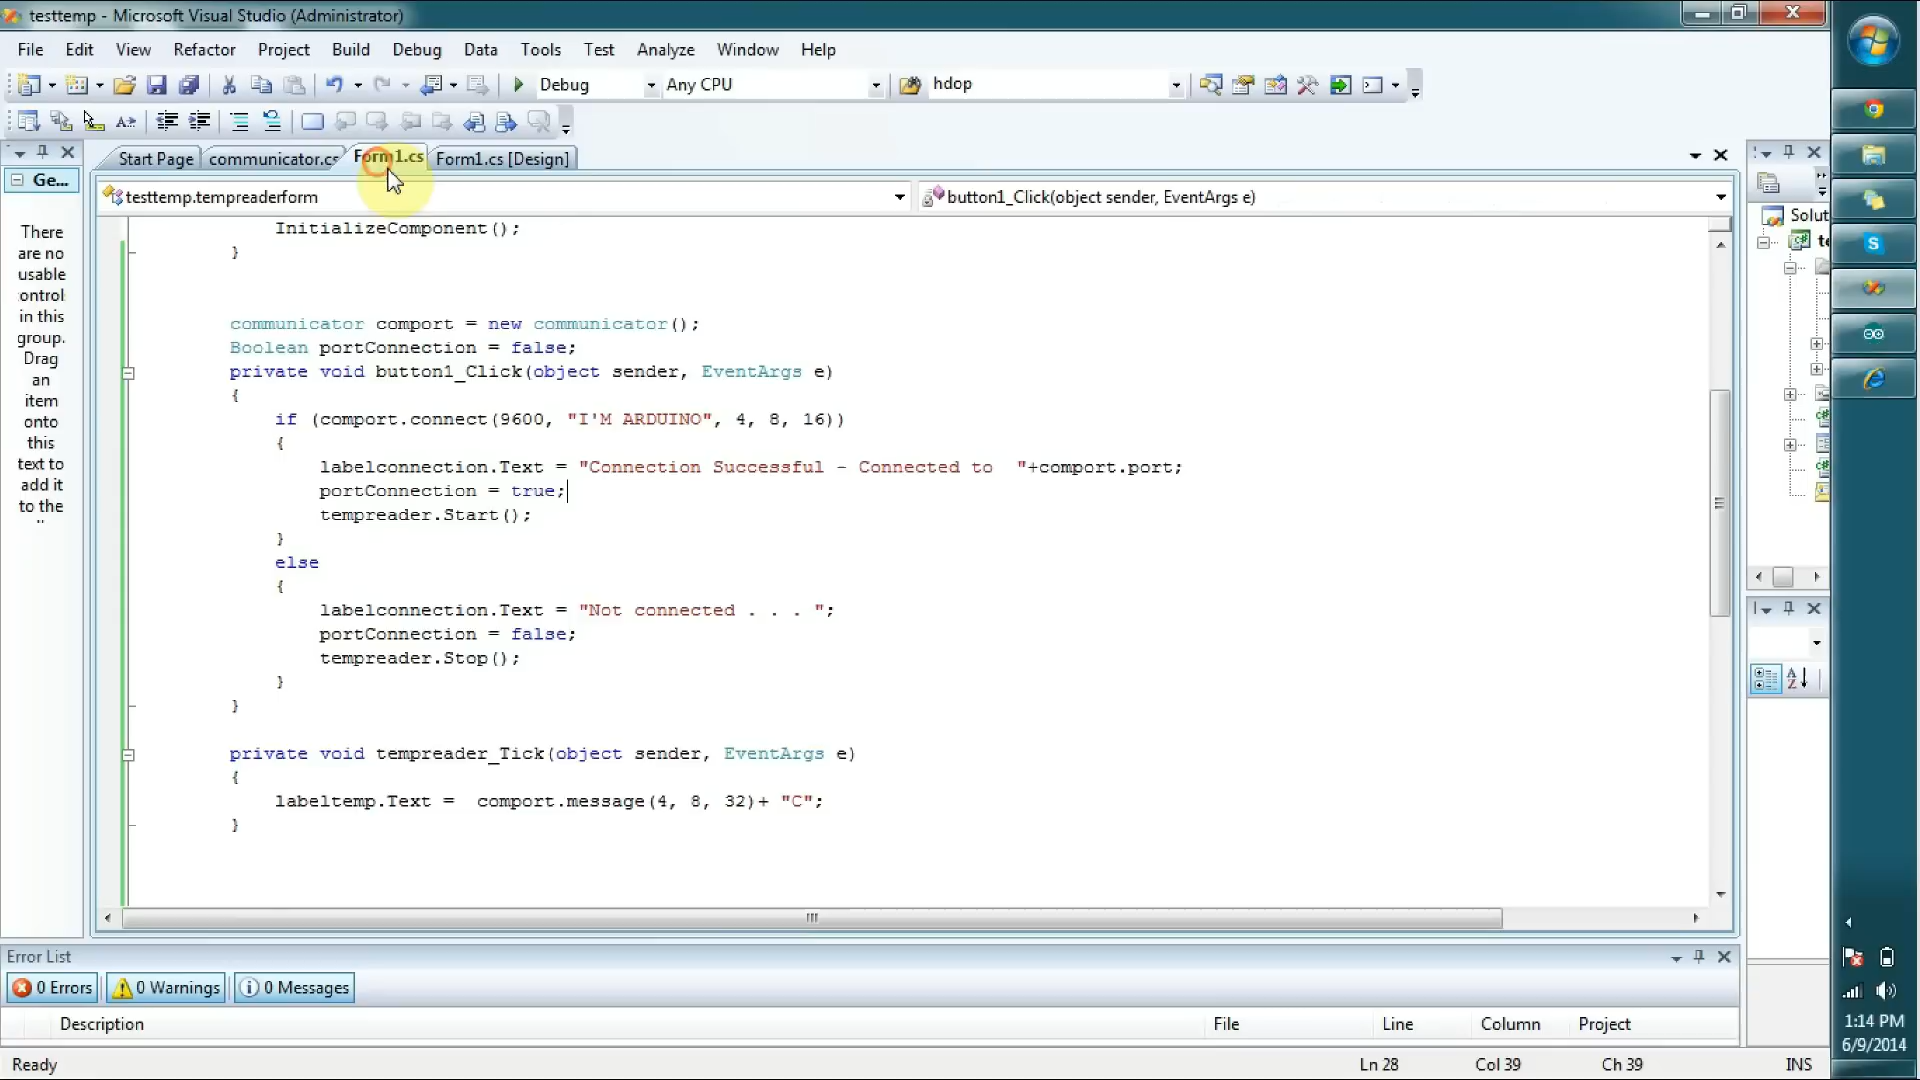 testtemp - Microsoft Visual Studio (Administrator)
File Edit View Refactor Project Build Debug Data Tools Test Analyze Window Help
Debug Any CPU hdop
Start Page communicator.cs Form1.cs Form1.cs [Design]
Ge...
testtemp.tempreaderform button1_Click(object sender, EventArgs e)
There
are no
usable
ontrol
in this
group.
Drag
an
item
onto
this
text to
add it
to the
Solut
te
InitializeComponent();
}
communicator comport = new communicator();
Boolean portConnection = false;
private void button1_Click(object sender, EventArgs e)
{
if (comport.connect(9600, "I'M ARDUINO", 4, 8, 16))
{
labelconnection.Text = "Connection Successful - Connected to  "+comport.port;
portConnection = true;
tempreader.Start();
}
else
{
labelconnection.Text = "Not connected . . . ";
portConnection = false;
tempreader.Stop();
}
}
private void tempreader_Tick(object sender, EventArgs e)
{
labeltemp.Text =  comport.message(4, 8, 32)+ "C";
}
Error List
0 Errors 0 Warnings 0 Messages
Description File Line Column Project
Ready Ln 28 Col 39 Ch 39 INS
1:14 PM
6/9/2014